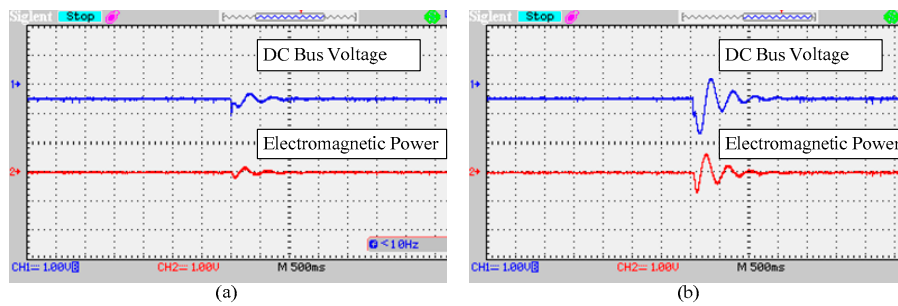 Siglent Stop
DC Bus Voltage
1
Electromagnetic Power
2
<10Hz
CH1= 1.00V CH2= 1.00V M 500ms
(a)
Siglent Stop
DC Bus Voltage
1
Electromagnetic Power
2
CH1= 1.00V CH2= 1.00V M 500ms
(b)